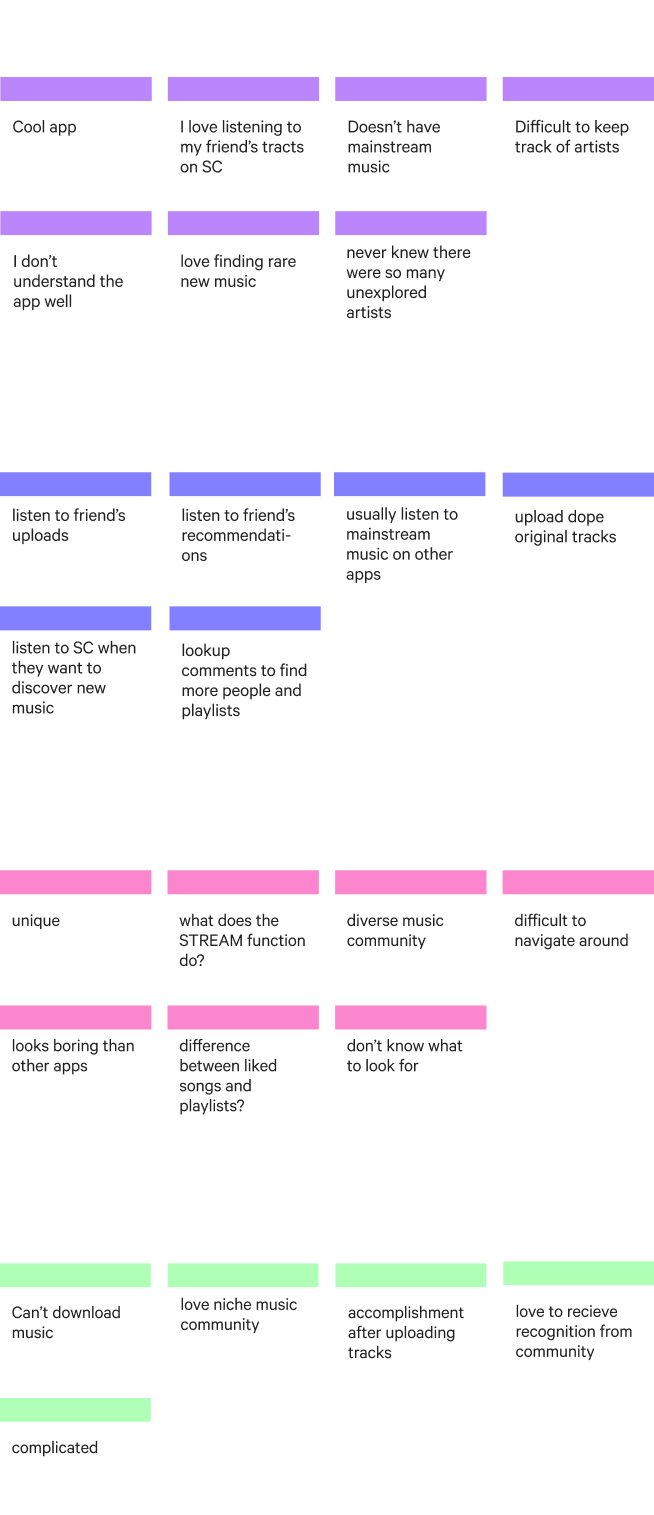 Cool app
I love listening to
my friend’s tracts
on SC
Doesn’t have
mainstream
music
Difficult to keep
track of artists
I don’t
understand the
app well
love finding rare
new music
never knew there
were so many
unexplored
artists
listen to friend’s
uploads
listen to friend’s
recommendati-
ons
usually listen to
mainstream
music on other
apps
upload dope
original tracks
listen to SC when
they want to
discover new
music
lookup
comments to find
more people and
playlists
unique
what does the
STREAM function
do?
diverse music
community
difficult to
navigate around
looks boring than
other apps
difference
between liked
songs and
playlists?
don’t know what
to look for
Can’t download
music
love niche music
community
accomplishment
after uploading
tracks
love to recieve
recognition from
community
complicated